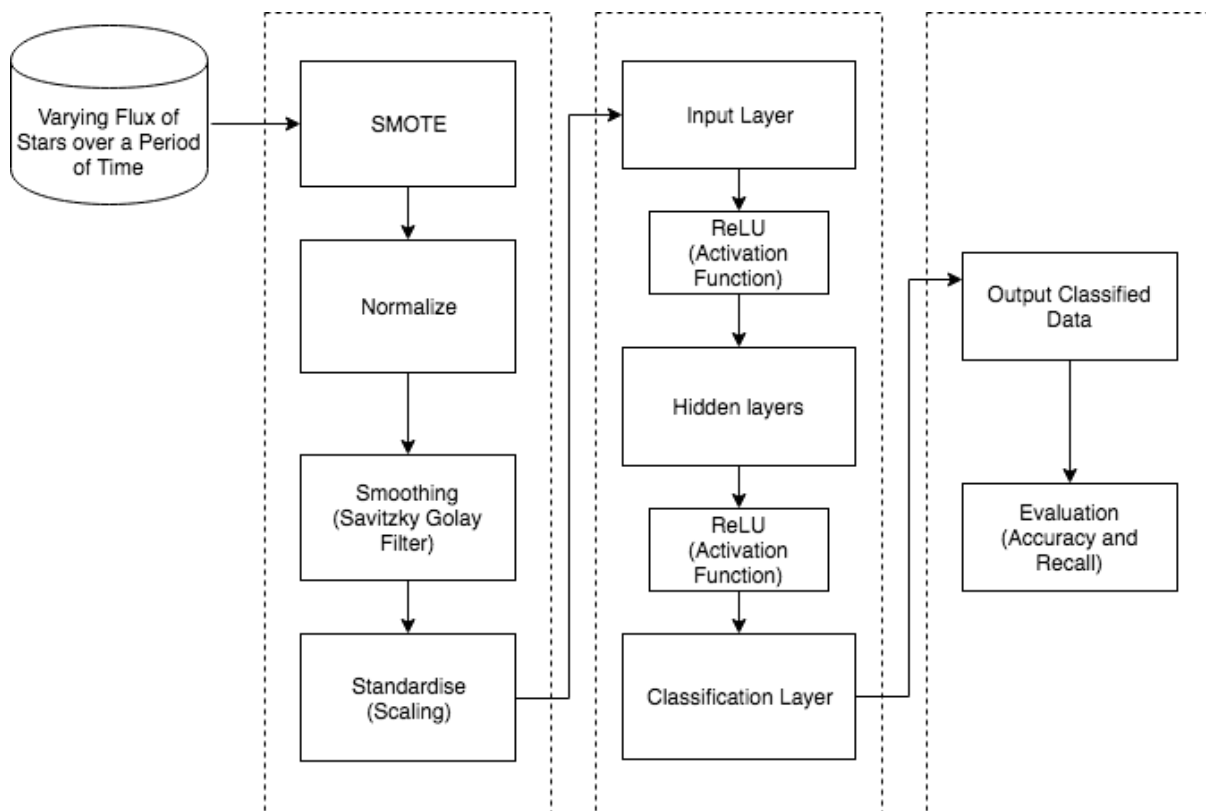 Varying Flux of
Stars over a Period
of Time
SMOTE
Normalize
Smoothing
(Savitzky Golay
Filter)
Standardise
(Scaling)
Input Layer
ReLU
(Activation
Function)
Hidden layers
ReLU
(Activation
Function)
Classification Layer
Output Classified
Data
Evaluation
(Accuracy and
Recall)